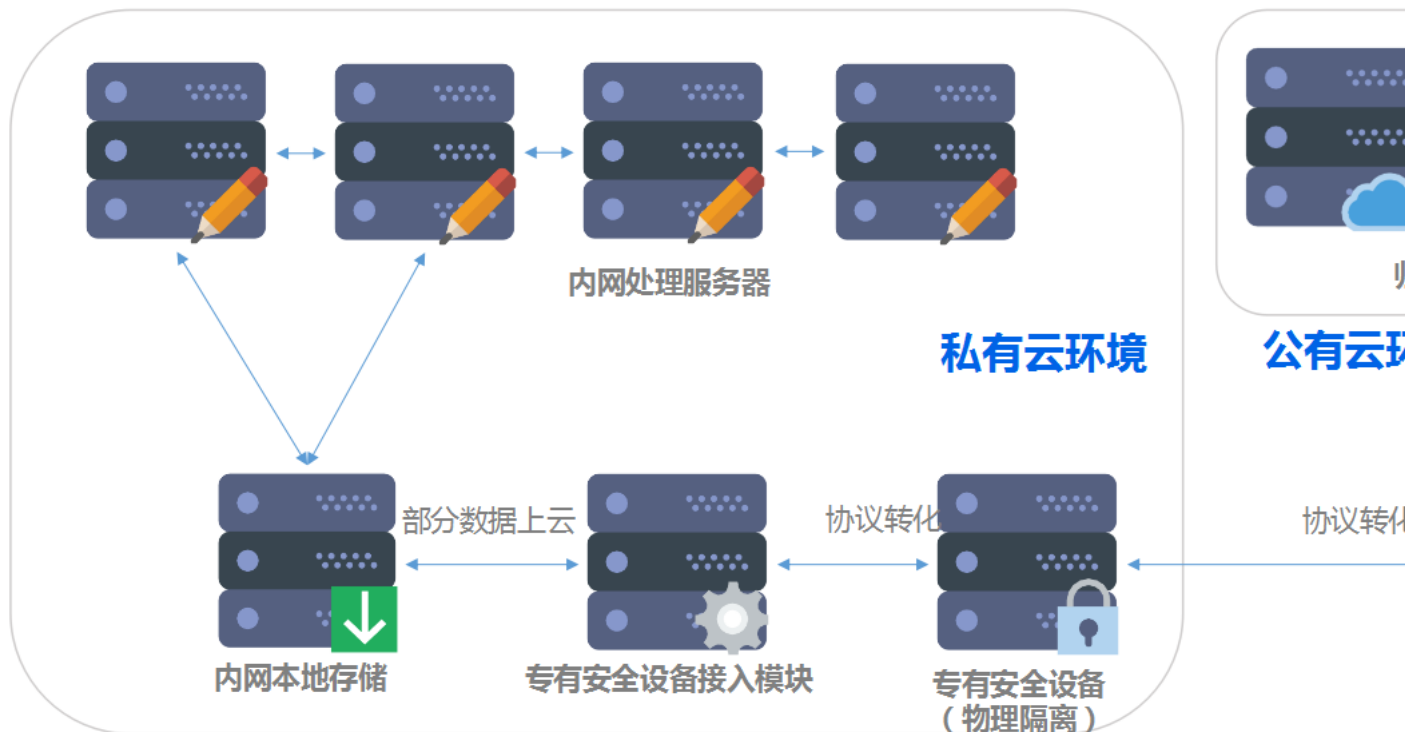 内网处理服务器
私有云环境
公有云环
部分数据上云
协议转化
协议转化
内网本地存储
专有安全设备接入模块
专有安全设备
（物理隔离）